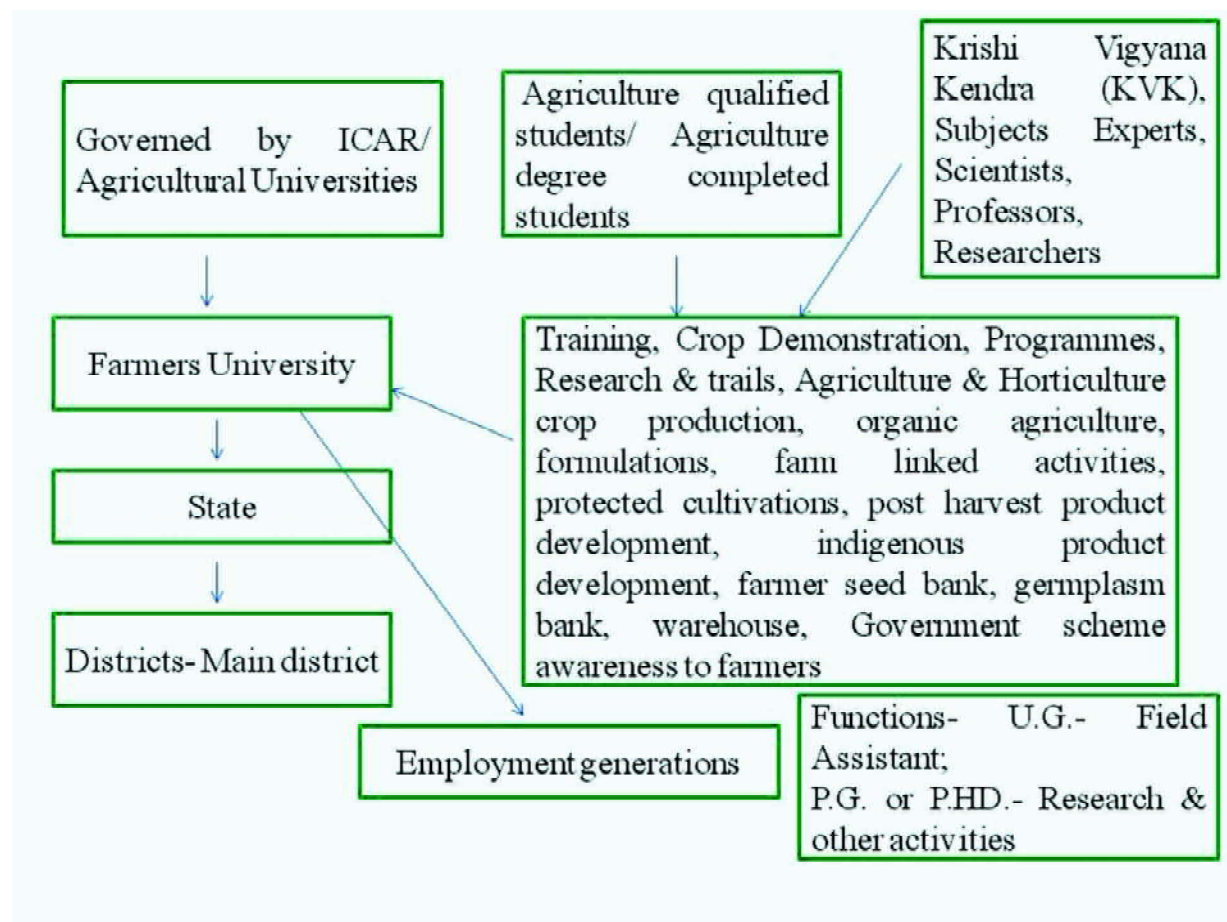 Governed by ICAR/
Agricultural Universities
Agriculture qualified
students/ Agriculture
degree completed
students
Krishi Vigyana
Kendra (KVK),
Subjects Experts,
Scientists,
Professors,
Researchers
Farmers University
Training, Crop Demonstration, Programmes,
Research & trails, Agriculture & Horticulture
crop production, organic agriculture,
formulations, farm linked activities,
protected cultivations, post harvest product
development, indigenous product
development, farmer seed bank, germplasm
bank, warehouse, Government scheme
awareness to farmers
State
Districts- Main district
Employment generations
Functions- U.G.- Field
Assistant;
P.G. or P.HD.- Research &
other activities